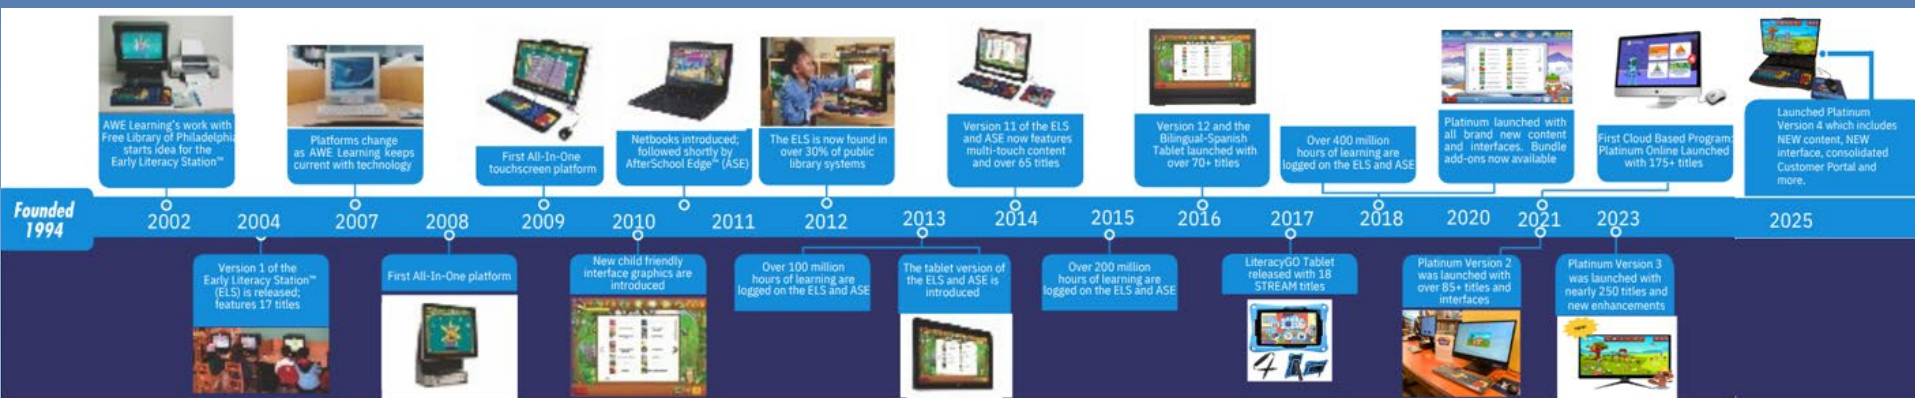 AWE Learning's work with
Free Library of Philadelphia
starts idea for the
Early Literacy Station™
Platforms change
as AWE Learning keeps
current with technology
First All-In-One
touchscreen platform
Netbooks introduced;
followed shortly by
AfterSchool Edge™ (ASE)
The ELS is now found in
over 30% of public
library systems
Version 11 of the ELS
and ASE now features
multi-touch content
and over 65 titles
Version 12 and the
Bilingual-Spanish
Tablet launched with
over 70+ titles
Over 400 million
hours of learning are
logged on the ELS and ASE
Platinum launched with
all brand new content
and interfaces. Bundle
add-ons now available
First Cloud Based Program:
Platinum Online Launched
with 175+ titles
Launched Platinum
Version 4 which includes
NEW content, NEW
interface, consolidated
Customer Portal and
more.
Founded
1994
2002 2004 2007 2008 2009 2010 2011 2012 2013 2014 2015 2016 2017 2018 2020 2021 2023 2025
Version 1 of the
Early Literacy Station™
(ELS) is released;
features 17 titles
First All-In-One platform
New child friendly
interface graphics are
introduced
Over 100 million
hours of learning are
logged on the ELS and ASE
The tablet version of
the ELS and ASE is
introduced
Over 200 million
hours of learning are
logged on the ELS and ASE
LiteracyGO Tablet
released with 18
STREAM titles
Platinum Version 2
was launched with
over 85+ titles and
interfaces
Platinum Version 3
was launched with
nearly 250 titles and
new enhancements